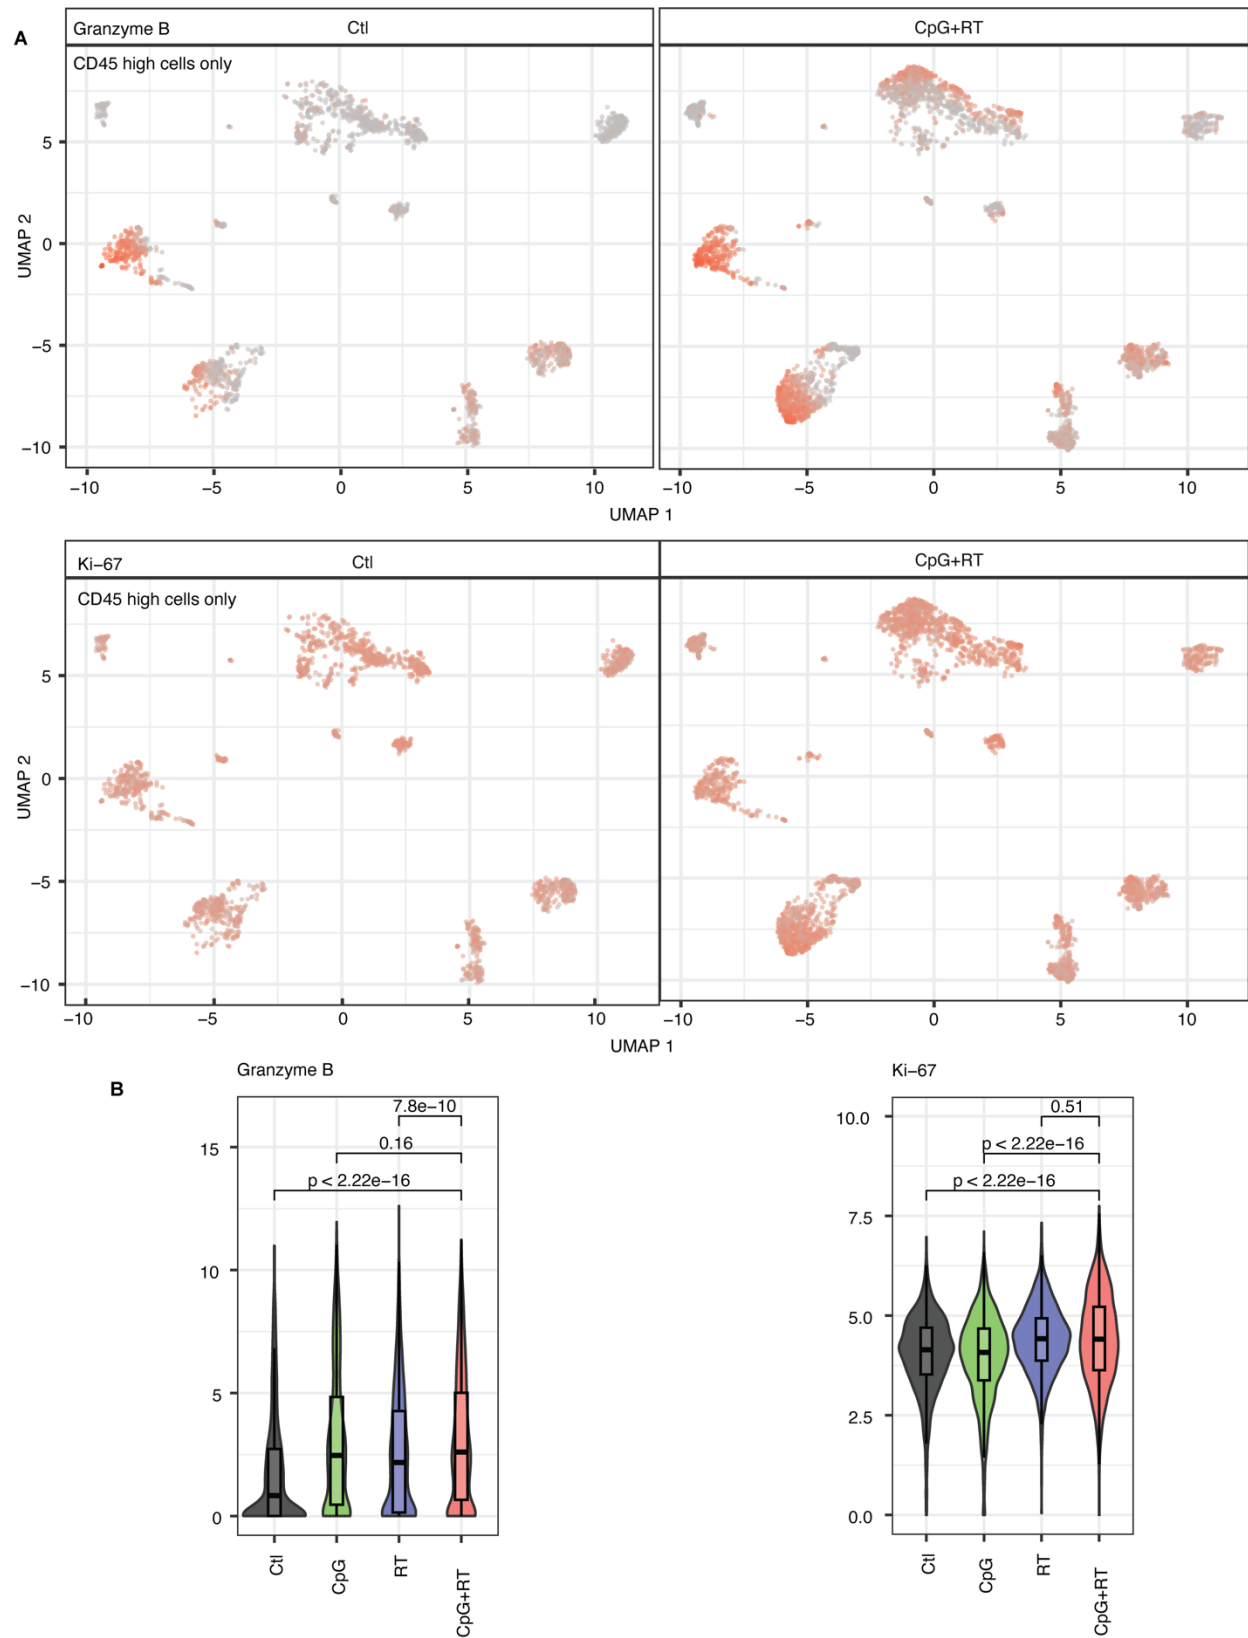 A
Granzyme B
Ctl
CpG+RT
CD45 high cells only
UMAP 2
5
0
−5
−10
−10
−5
0
5
10
−10
−5
0
5
10
UMAP 1
Ki−67
Ctl
CpG+RT
CD45 high cells only
UMAP 2
5
0
−5
−10
−10
−5
0
5
10
−10
−5
0
5
10
UMAP 1
B
Granzyme B
7.8e−10
0.16
p < 2.22e−16
15
10
5
0
Ctl
CpG
RT
CpG+RT
Ki−67
0.51
p < 2.22e−16
p < 2.22e−16
10.0
7.5
5.0
2.5
0.0
Ctl
CpG
RT
CpG+RT